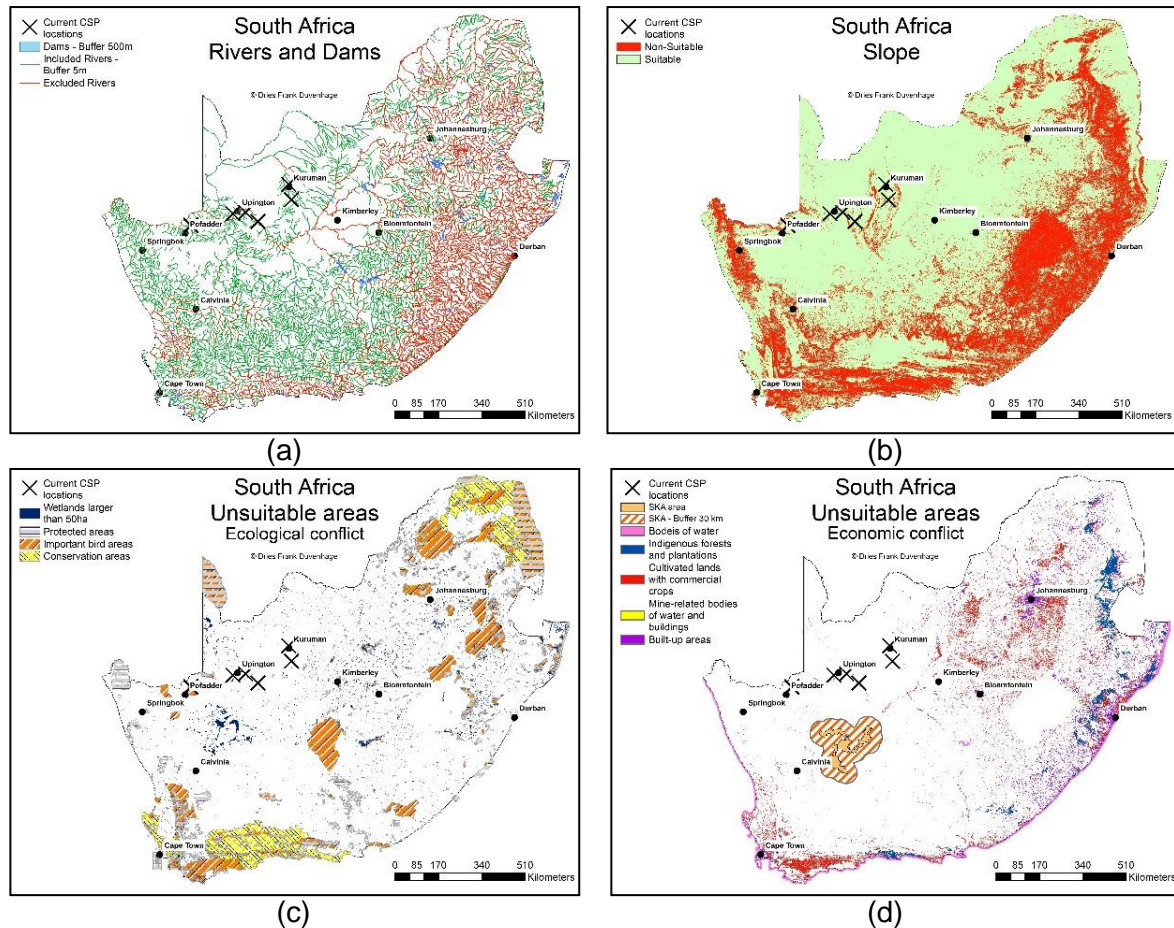 South Africa
Rivers and Dams
Current CSP
locations
Dams - Buffer 500m
Included Rivers -
Buffer 5m
Excluded Rivers
© Dries Frank Duvenhage
Johannesburg
Kuruman
Upington
Kimberley
Bloemfontein
Pofadder
Springbok
Durban
Calvinia
Cape Town
0 85 170 340 510
Kilometers
(a)
South Africa
Slope
Current CSP
locations
Non-Suitable
Suitable
© Dries Frank Duvenhage
Johannesburg
Kuruman
Upington
Kimberley
Bloemfontein
Pofadder
Springbok
Durban
Calvinia
Cape Town
0 85 170 340 510
Kilometers
(b)
South Africa
Unsuitable areas
Ecological conflict
Current CSP
locations
Wetlands larger
than 50ha
Protected areas
Important bird areas
Conservation areas
© Dries Frank Duvenhage
Johannesburg
Kuruman
Upington
Kimberley
Bloemfontein
Pofadder
Springbok
Durban
Calvinia
Cape Town
0 85 170 340 510
Kilometers
(c)
South Africa
Unsuitable areas
Economic conflict
Current CSP
locations
SKA area
SKA - Buffer 30 km
Bodeis of water
Indigenous forests
and plantations
Cultivated lands
with commercial
crops
Mine-related bodies
of water and
buildings
Built-up areas
© Dries Frank Duvenhage
Johannesburg
Kuruman
Upington
Kimberley
Bloemfontein
Pofadder
Springbok
Durban
Calvinia
Cape Town
0 85 170 340 510
Kilometers
(d)